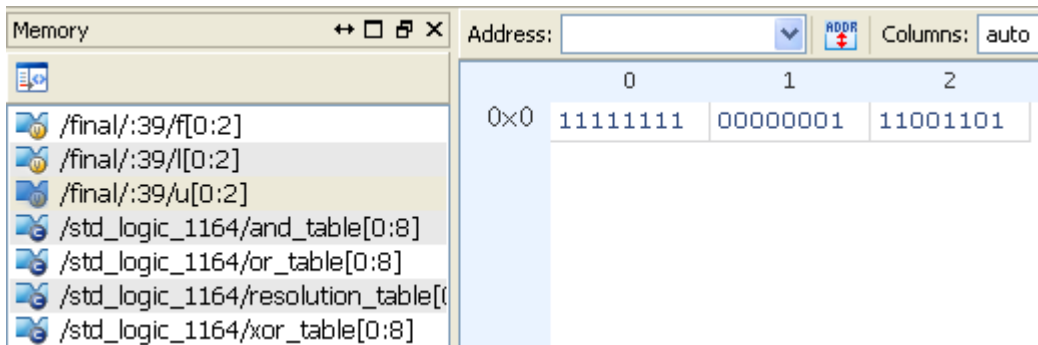 Memory
Address:
ADDR
Columns: auto
/final/:39/f[0:2]
/final/:39/l[0:2]
/final/:39/u[0:2]
/std_logic_1164/and_table[0:8]
/std_logic_1164/or_table[0:8]
/std_logic_1164/resolution_table[(
/std_logic_1164/xor_table[0:8]
0 1 2
0x0 11111111 00000001 11001101